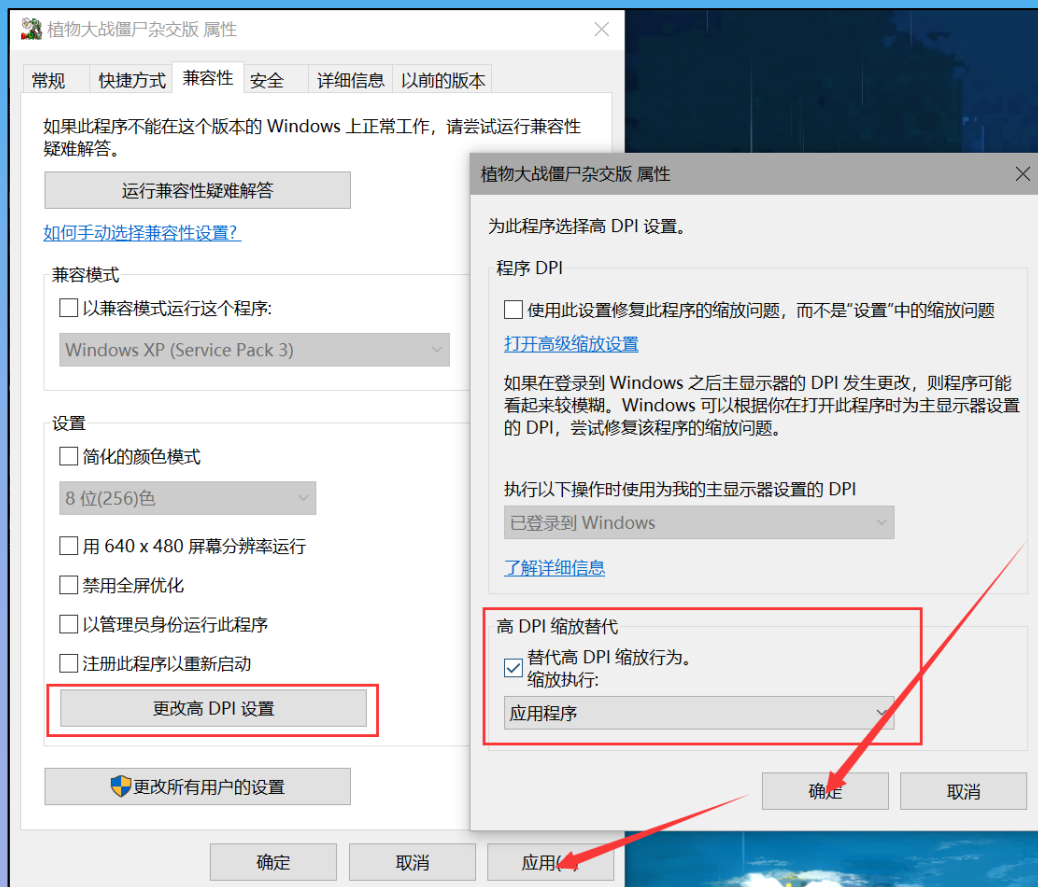 植物大战僵尸杂交版 属性
常规
快捷方式
兼容性
安全
详细信息
以前的版本
如果此程序不能在这个版本的 Windows 上正常工作，请尝试运行兼容性
疑难解答。
运行兼容性疑难解答
如何手动选择兼容性设置?
兼容模式
以兼容模式运行这个程序:
Windows XP (Service Pack 3)
设置
简化的颜色模式
8 位(256)色
用 640 x 480 屏幕分辨率运行
禁用全屏优化
以管理员身份运行此程序
注册此程序以重新启动
更改高 DPI 设置
更改所有用户的设置
确定
取消
应用(
植物大战僵尸杂交版 属性
为此程序选择高 DPI 设置。
程序 DPI
使用此设置修复此程序的缩放问题，而不是“设置”中的缩放问题
打开高级缩放设置
如果在登录到 Windows 之后主显示器的 DPI 发生更改，则程序可能
看起来较模糊。Windows 可以根据你在打开此程序时为主显示器设置
的 DPI，尝试修复该程序的缩放问题。
执行以下操作时使用为我的主显示器设置的 DPI
已登录到 Windows
了解详细信息
高 DPI 缩放替代
替代高 DPI 缩放行为。
缩放执行:
应用程序
确定
取消